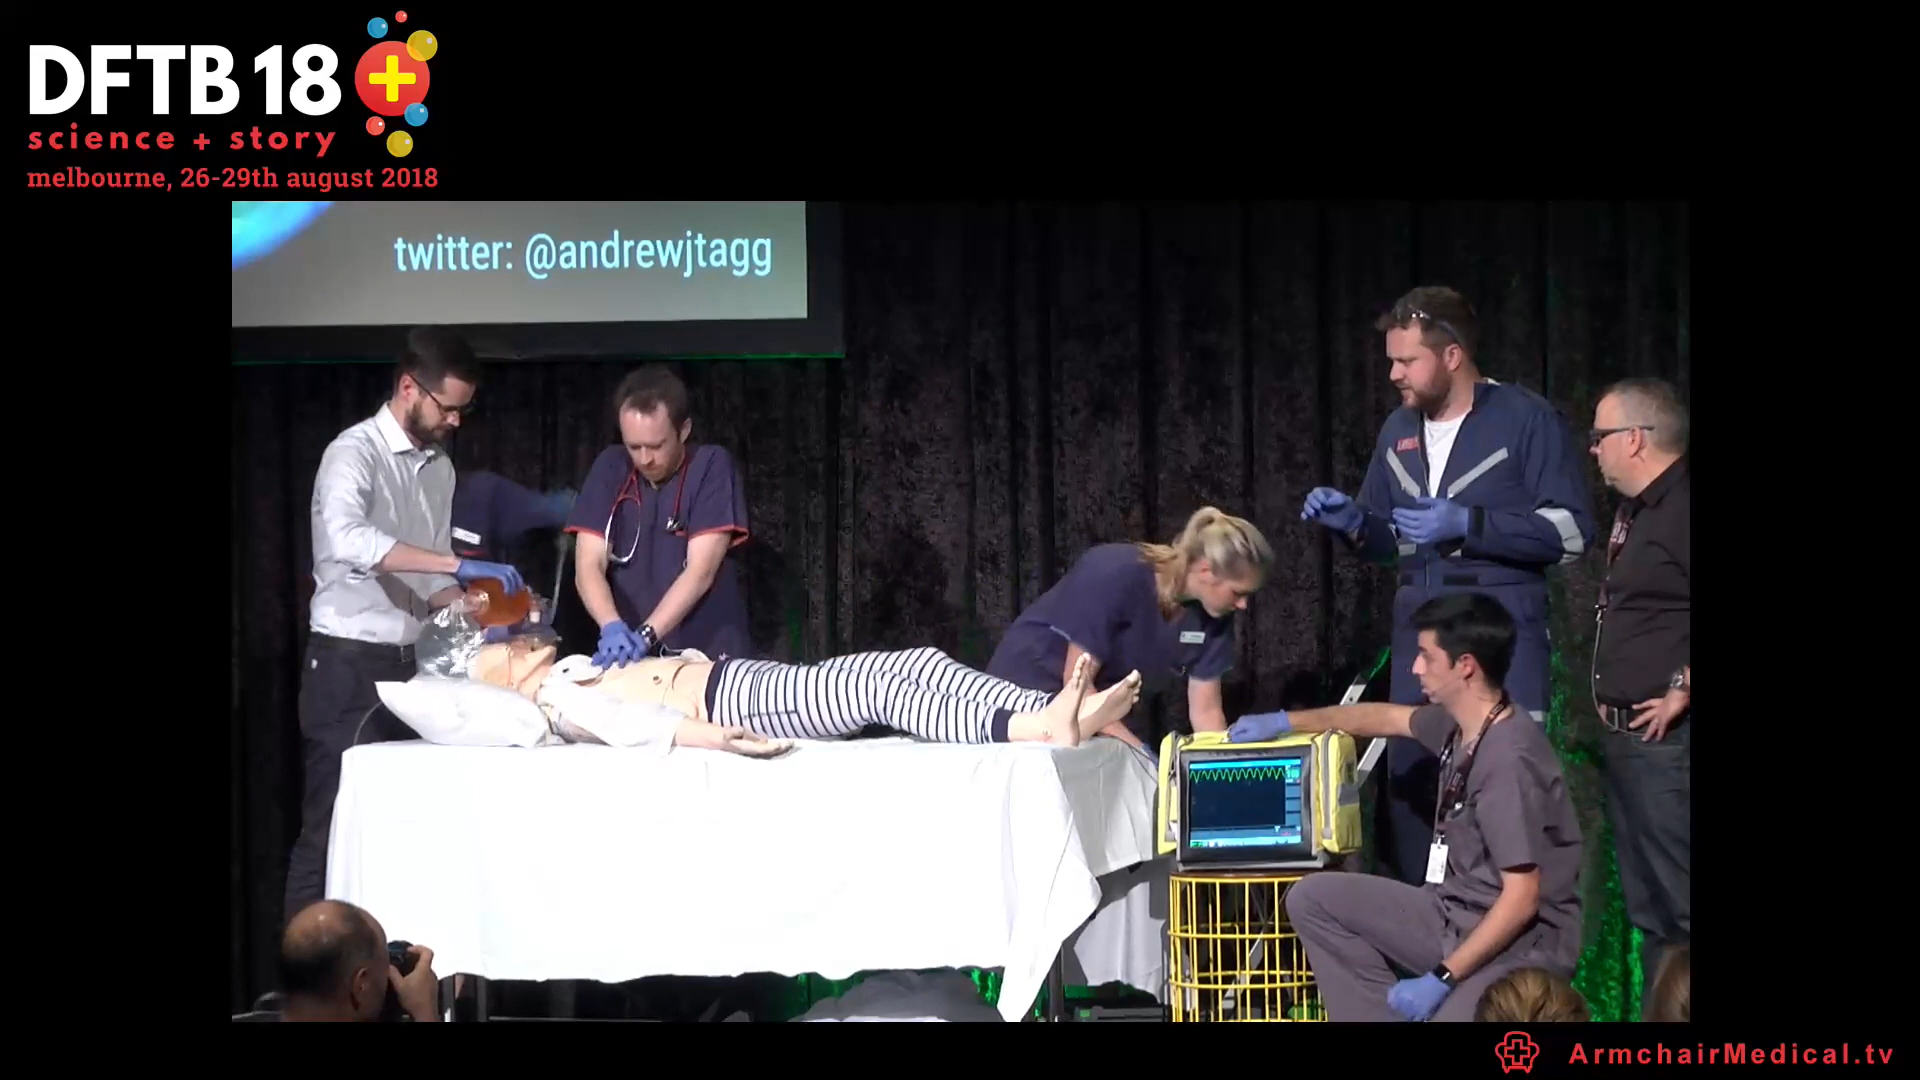 DFTB 18
science + story
melbourne, 26-29th august 2018
twitter: @andrewjtagg
ArmchairMedical.tv